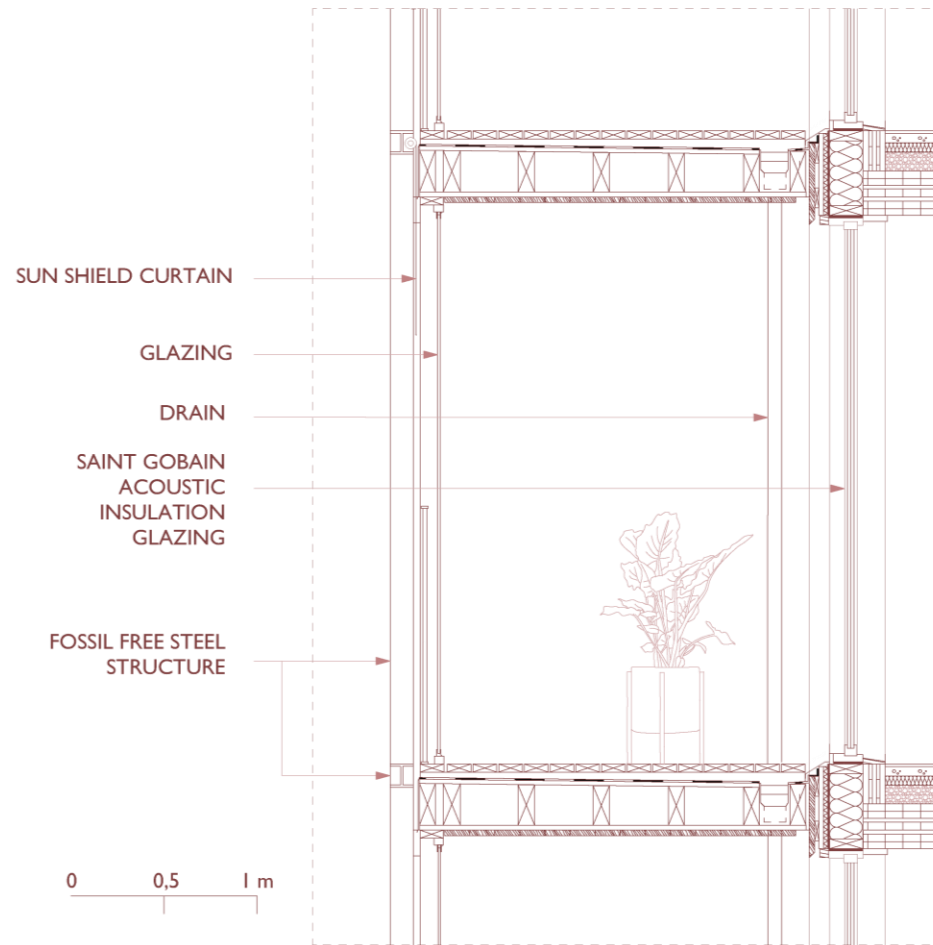 SUN SHIELD CURTAIN
GLAZING
DRAIN
SAINT GOBAIN
ACOUSTIC
INSULATION
GLAZING
FOSSIL FREE STEEL
STRUCTURE
0 0,5 1 m